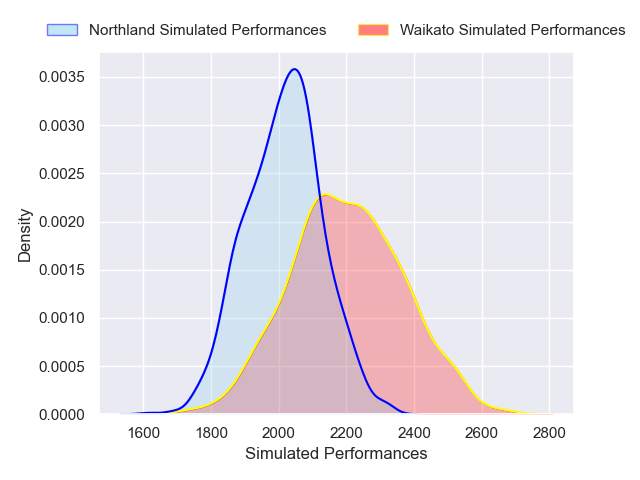 Northland Simulated Performances
Waikato Simulated Performances
0.0035
0.0030
0.0025
0.0020
0.0015
0.0010
0.0005
0.0000
Density
1600 1800 2000 2200 2400 2600 2800
Simulated Performances